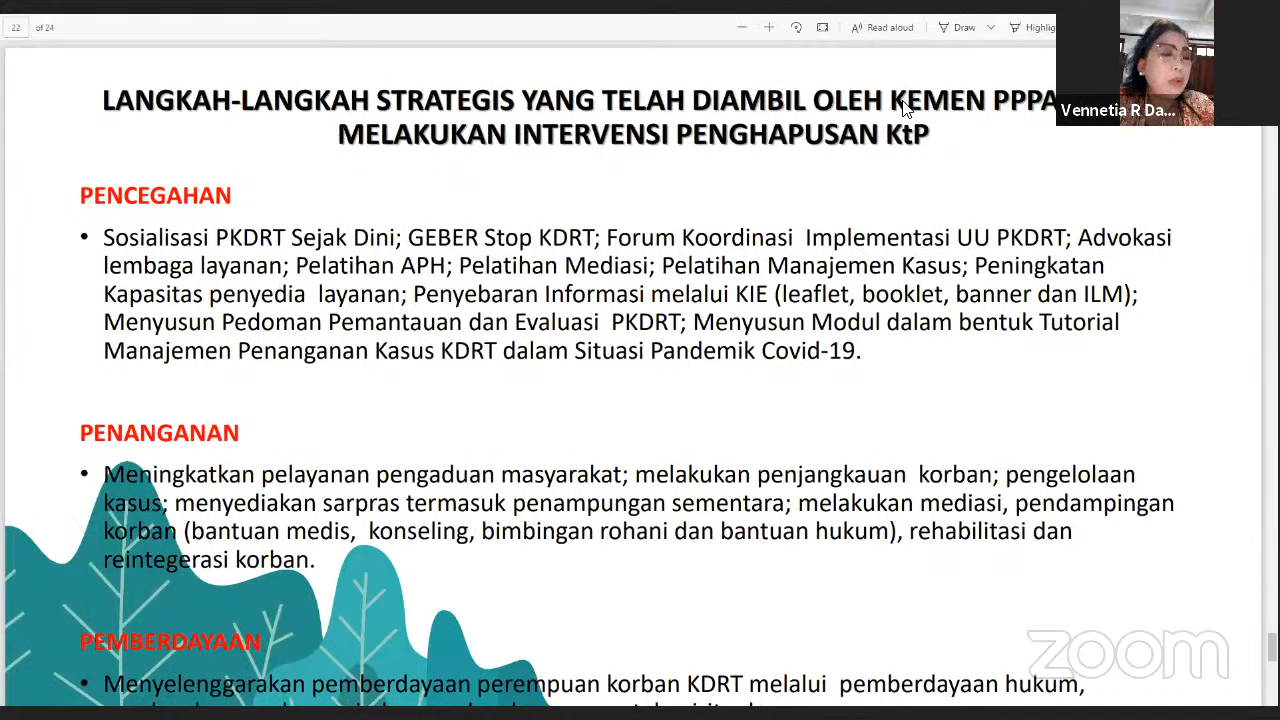 22 of 24
Read aloud
Draw
Highlig
Vennetia R Da...
LANGKAH-LANGKAH STRATEGIS YANG TELAH DIAMBIL OLEH KEMEN PPPA
MELAKUKAN INTERVENSI PENGHAPUSAN KtP
PENCEGAHAN
• Sosialisasi PKDRT Sejak Dini; GEBER Stop KDRT; Forum Koordinasi Implementasi UU PKDRT; Advokasi
lembaga layanan; Pelatihan APH; Pelatihan Mediasi; Pelatihan Manajemen Kasus; Peningkatan
Kapasitas penyedia layanan; Penyebaran Informasi melalui KIE (leaflet, booklet, banner dan ILM);
Menyusun Pedoman Pemantauan dan Evaluasi PKDRT; Menyusun Modul dalam bentuk Tutorial
Manajemen Penanganan Kasus KDRT dalam Situasi Pandemik Covid-19.
PENANGANAN
• Meningkatkan pelayanan pengaduan masyarakat; melakukan penjangkauan korban; pengelolaan
kasus; menyediakan sarpras termasuk penampungan sementara; melakukan mediasi, pendampingan
korban (bantuan medis, konseling, bimbingan rohani dan bantuan hukum), rehabilitasi dan
reintegerasi korban.
PEMBERDAYAAN
• Menyelenggarakan pemberdayaan perempuan korban KDRT melalui pemberdayaan hukum,
zoom